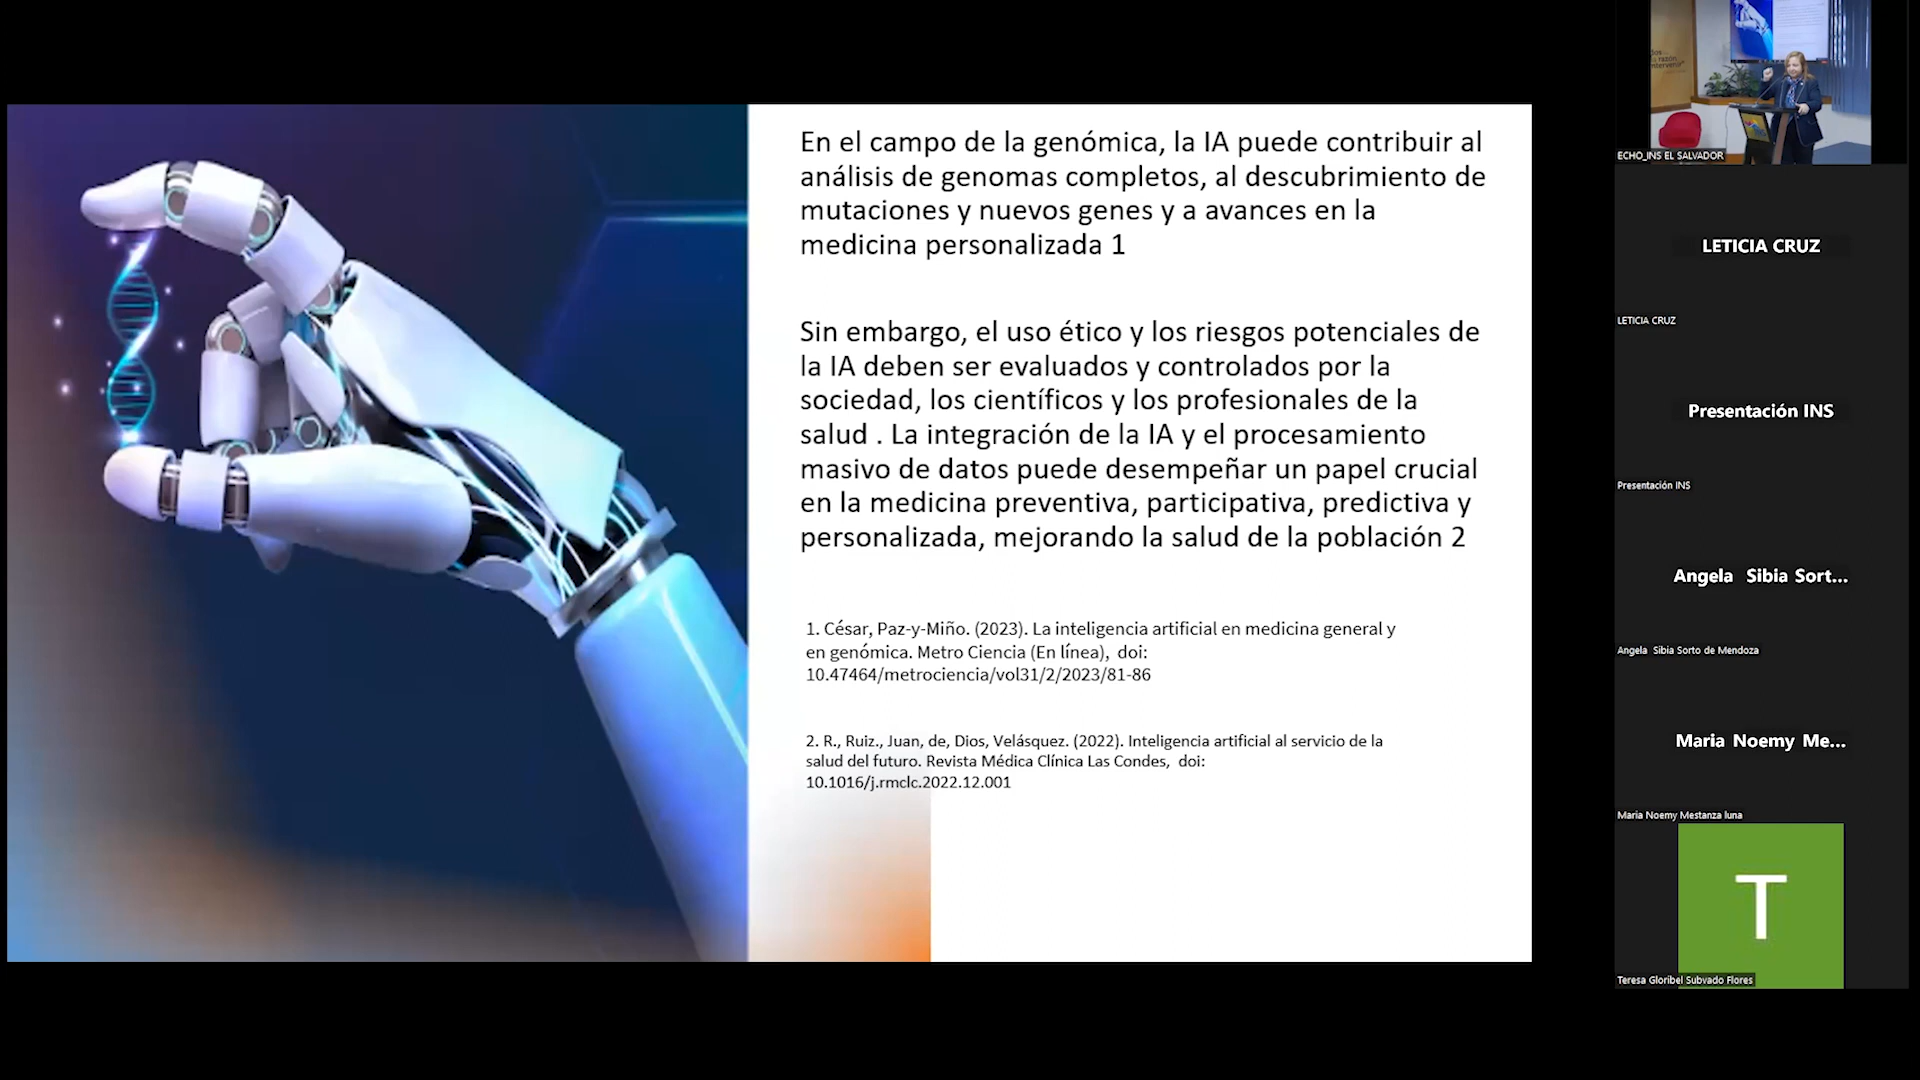 En el campo de la genómica, la IA puede contribuir al
análisis de genomas completos, al descubrimiento de
mutaciones y nuevos genes y a avances en la
medicina personalizada 1
Sin embargo, el uso ético y los riesgos potenciales de
la IA deben ser evaluados y controlados por la
sociedad, los científicos y los profesionales de la
salud . La integración de la IA y el procesamiento
masivo de datos puede desempeñar un papel crucial
en la medicina preventiva, participativa, predictiva y
personalizada, mejorando la salud de la población 2
1. César, Paz-y-Miño. (2023). La inteligencia artificial en medicina general y
en genómica. Metro Ciencia (En línea), doi:
10.47464/metrociencia/vol31/2/2023/81-86
2. R., Ruiz., Juan, de, Dios, Velásquez. (2022). Inteligencia artificial al servicio de la
salud del futuro. Revista Médica Clínica Las Condes, doi:
10.1016/j.rmclc.2022.12.001
razón
ECHO_INS EL SALVADOR
LETICIA CRUZ
LETICIA CRUZ
Presentación INS
Presentación INS
Angela Sibia Sort...
Angela Sibia Sorto de Mendoza
Maria Noemy Me...
Maria Noemy Mestanza luna
T
Teresa Gloribel Subvado Flores